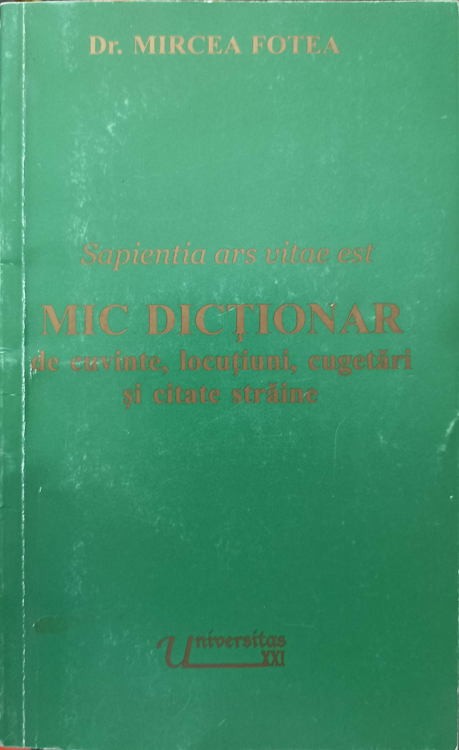 Dr. MIRCEA FOTEA
Sapientia ars vitae est
MIC DICȚIONAR
de cuvinte, locuțiuni, cugetări
și citate străine
Universitas
XXI